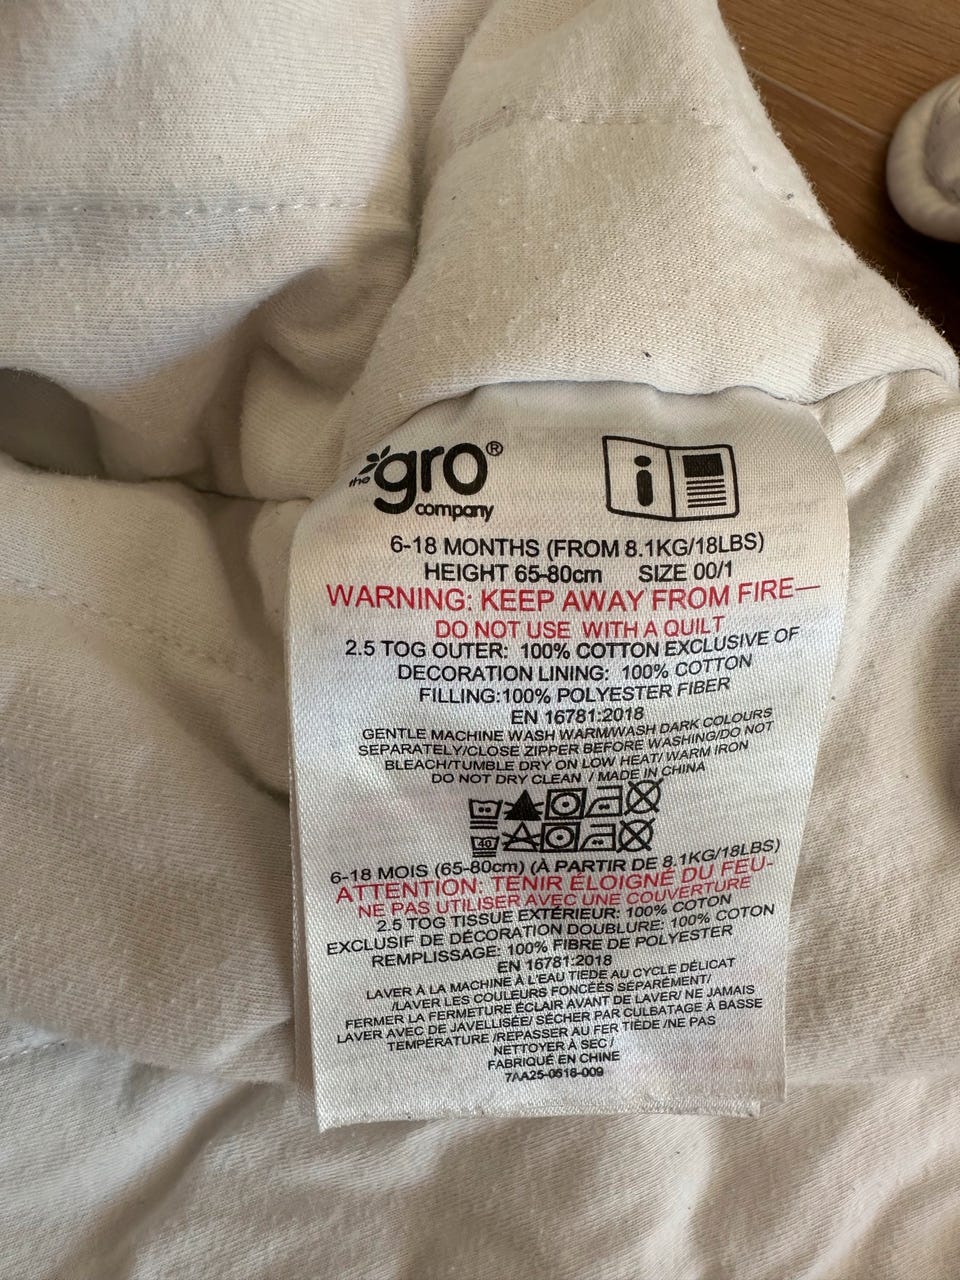 the gro® company
i
6-18 MONTHS (FROM 8.1KG/18LBS)
HEIGHT 65-80cm SIZE 00/1
WARNING: KEEP AWAY FROM FIRE—
DO NOT USE WITH A QUILT
2.5 TOG OUTER: 100% COTTON EXCLUSIVE OF
DECORATION LINING: 100% COTTON
FILLING:100% POLYESTER FIBER
EN 16781:2018
GENTLE MACHINE WASH WARM/WASH DARK COLOURS
SEPARATELY/CLOSE ZIPPER BEFORE WASHING/DO NOT
BLEACH/TUMBLE DRY ON LOW HEAT/ WARM IRON
DO NOT DRY CLEAN / MADE IN CHINA
40
6-18 MOIS (65-80cm) (À PARTIR DE 8.1KG/18LBS)
ATTENTION: TENIR ÉLOIGNÉ DU FEU-
NE PAS UTILISER AVEC UNE COUVERTURE
2.5 TOG TISSUE EXTÉRIEUR: 100% COTON
EXCLUSIF DE DÉCORATION DOUBLURE: 100% COTON
REMPLISSAGE: 100% FIBRE DE POLYESTER
EN 16781:2018
LAVER À LA MACHINE À L'EAU TIEDE AU CYCLE DÉLICAT
/LAVER LES COULEURS FONCÉES SÉPARÉMENT/
FERMER LA FERMETURE ÉCLAIR AVANT DE LAVER/ NE JAMAIS
LAVER AVEC DE JAVELLISÉE/ SÉCHER PAR CULBATAGE À BASSE
TEMPÉRATURE /REPASSER AU FER TIÈDE /NE PAS
NETTOYER À SEC /
FABRIQUÉ EN CHINE
7AA25-0618-009